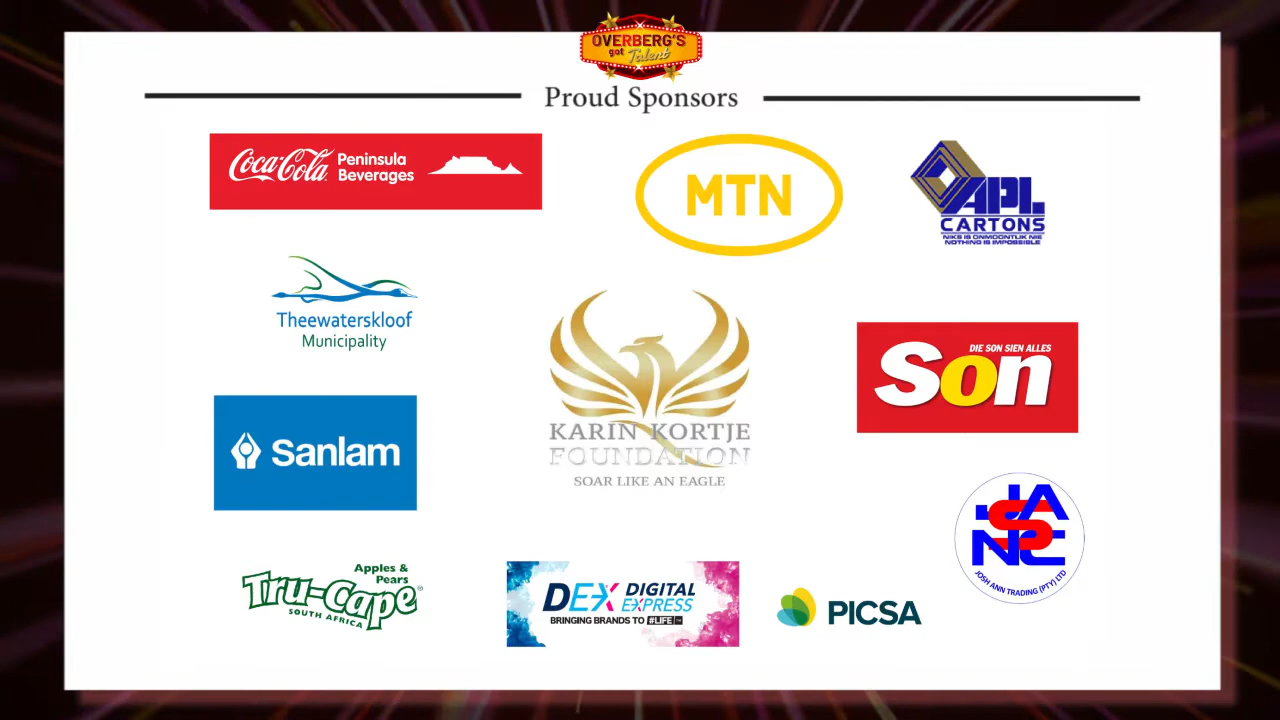 OVERBERG'S
got Talent
Proud Sponsors
Coca-Cola Peninsula
Beverages
MTN
APL
CARTONS
NIKS IS ONMOONTLIK NIE
NOTHING IS IMPOSSIBLE
Theewaterskloof
Municipality
KARIN KORTJE
FOUNDATION
SOAR LIKE AN EAGLE
DIE SON SIEN ALLES
Son
Sanlam
JA
S
NC
JOSH ANN TRADING (PTY) LTD
Apples &
Pears
Tru-Cape®
SOUTH AFRICA
DEX DIGITAL
EXPRESS
BRINGING BRANDS TO #LIFE
PICSA